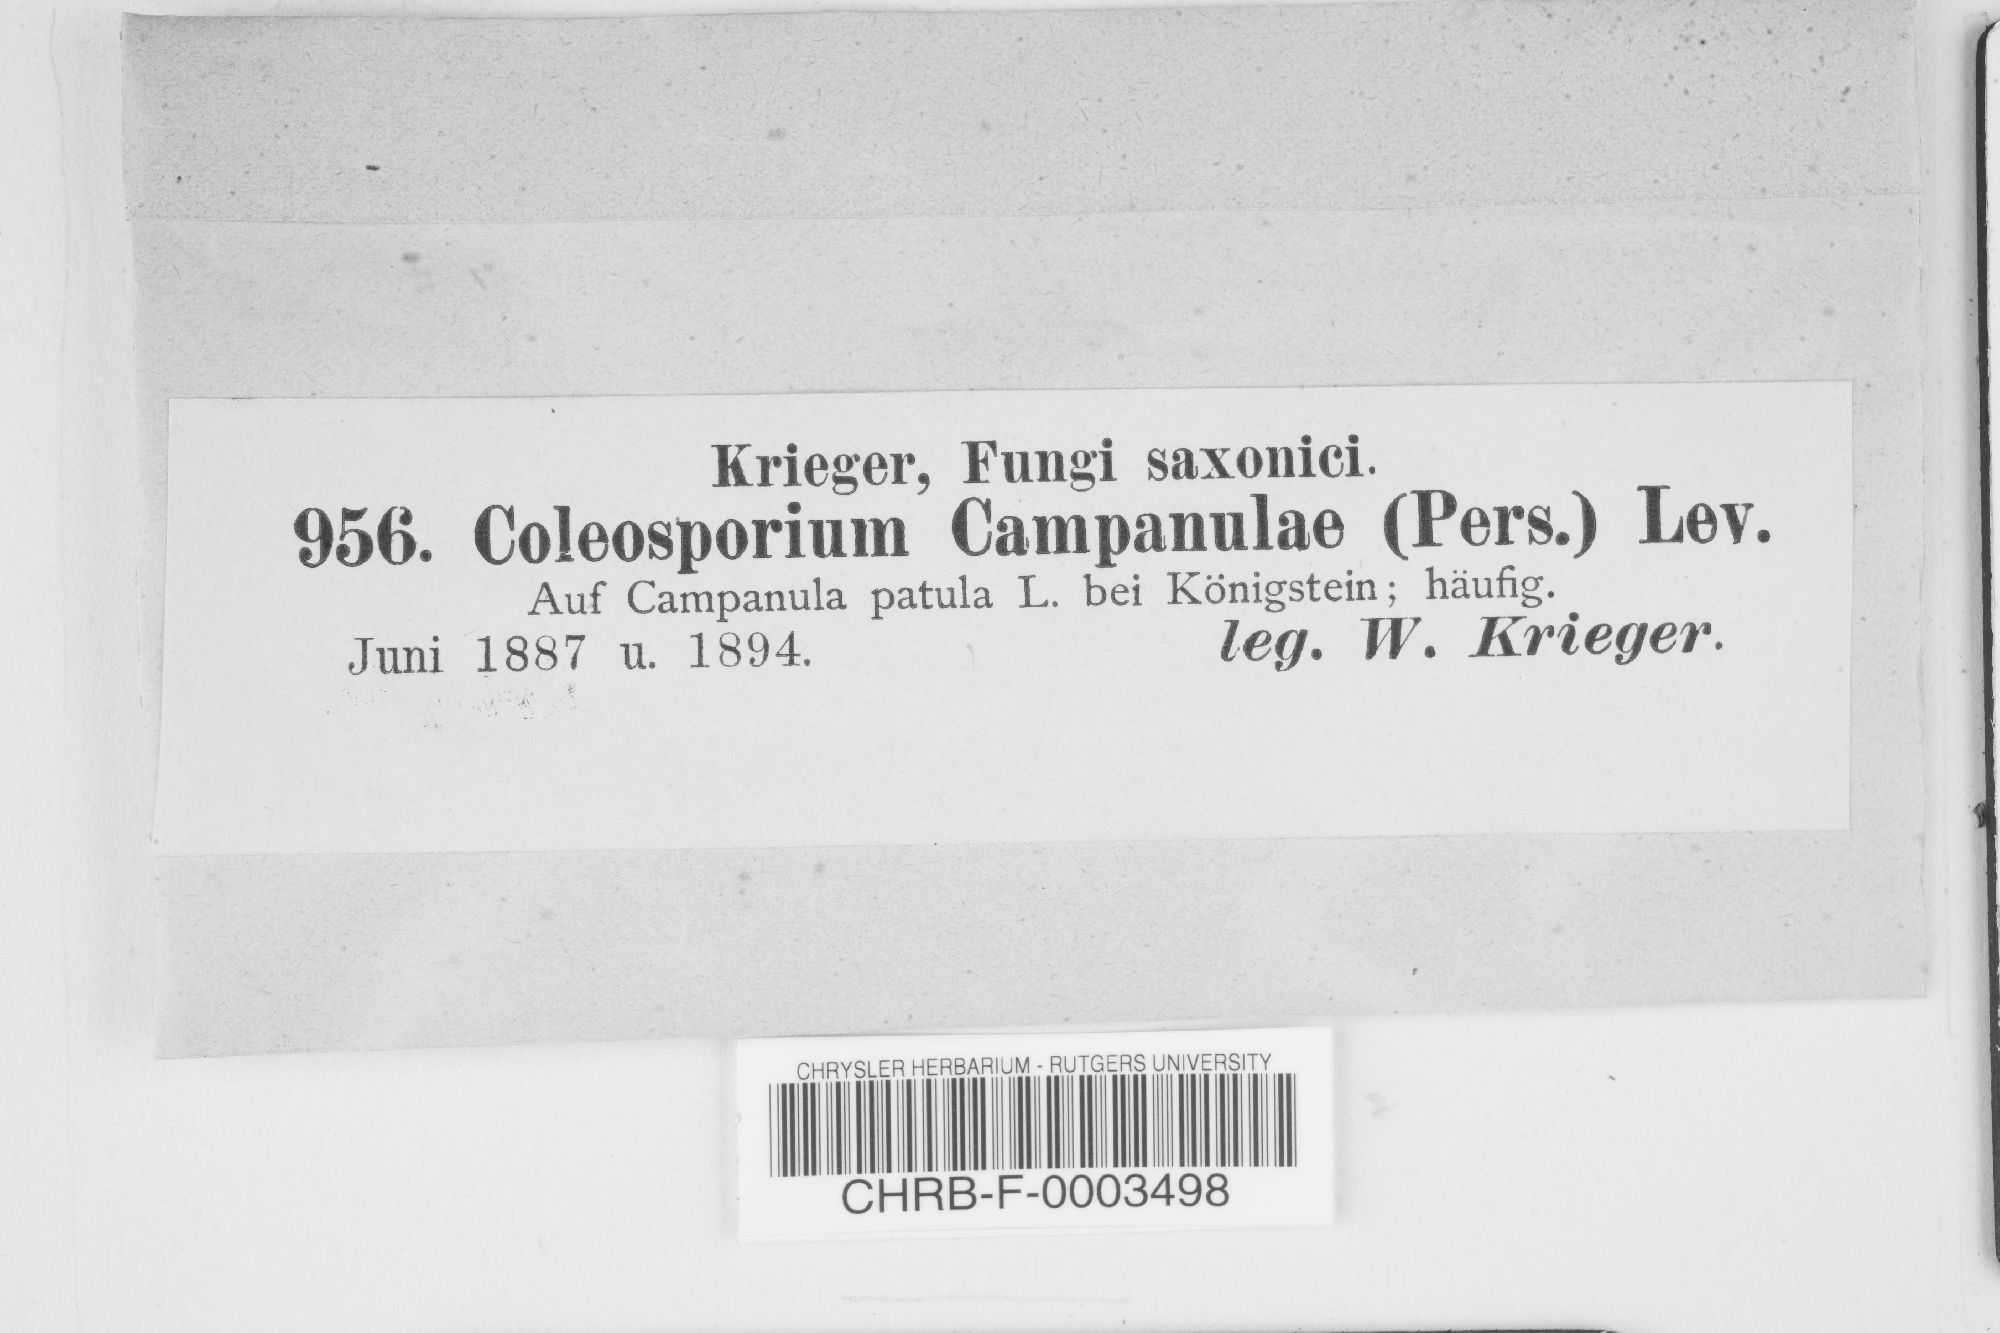 Krieger, Fungi saxonici.
956. Coleosporium Campanulae (Pers.) Lev.
Auf Campanula patula L. bei Königstein; häufig.
Juni 1887 u. 1894. leg. W. Krieger.
CHRYSLER HERBARIUM - RUTGERS UNIVERSITY
CHRB-F-0003498